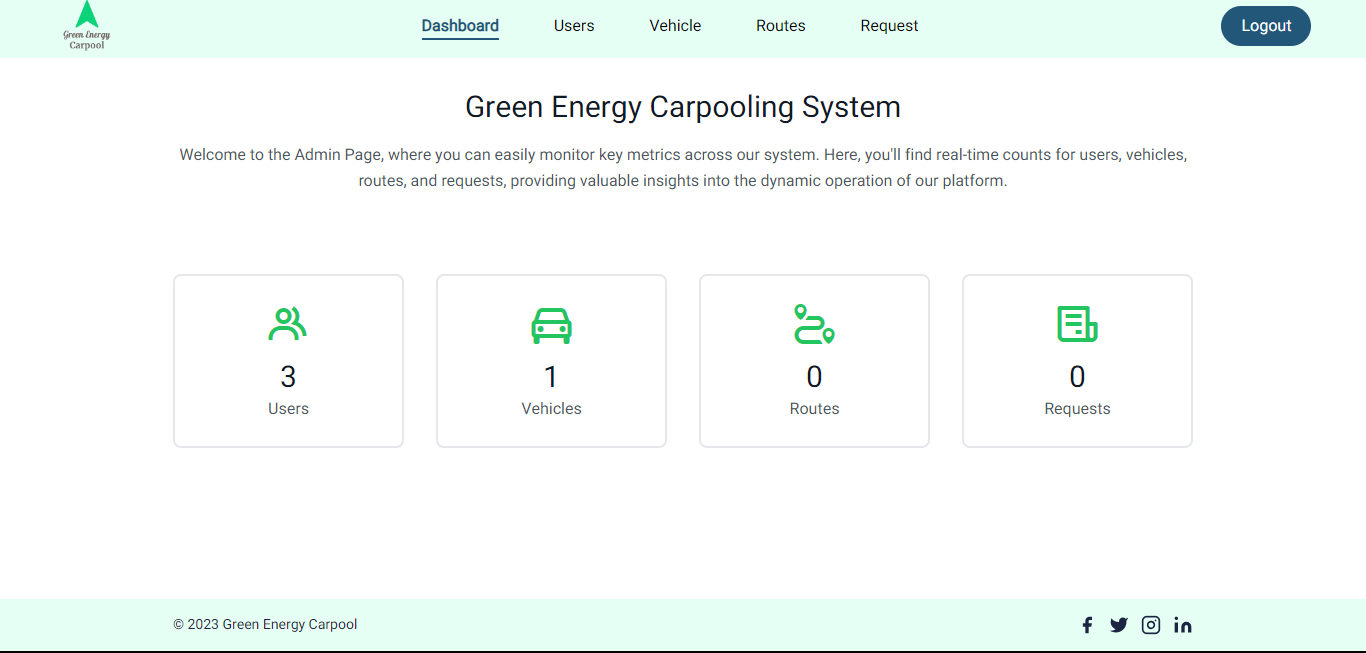 Green Energy
Carpool
Dashboard
Users
Vehicle
Routes
Request
Logout
Green Energy Carpooling System
Welcome to the Admin Page, where you can easily monitor key metrics across our system. Here, you'll find real-time counts for users, vehicles,
routes, and requests, providing valuable insights into the dynamic operation of our platform.
3
Users
1
Vehicles
0
Routes
0
Requests
© 2023 Green Energy Carpool